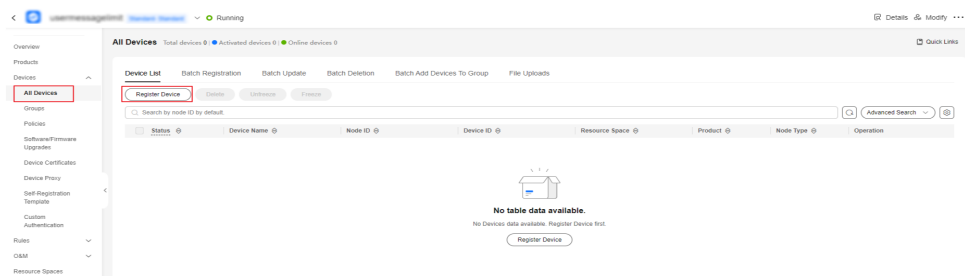 usermessagelimit Standard: Standard Running Details Modify
All Devices Total devices 0 | Activated devices 0 | Online devices 0 Quick Links
Overview
Products
Devices
All Devices
Groups
Policies
Software/Firmware
Upgrades
Device Certificates
Device Proxy
Self-Registration
Template
Custom
Authentication
Rules
O&M
Resource Spaces
Device List Batch Registration Batch Update Batch Deletion Batch Add Devices To Group File Uploads
Register Device Delete Unfreeze Freeze
Search by node ID by default. Advanced Search
Status Device Name Node ID Device ID Resource Space Product Node Type Operation
No table data available.
No Devices data available. Register Device first.
Register Device